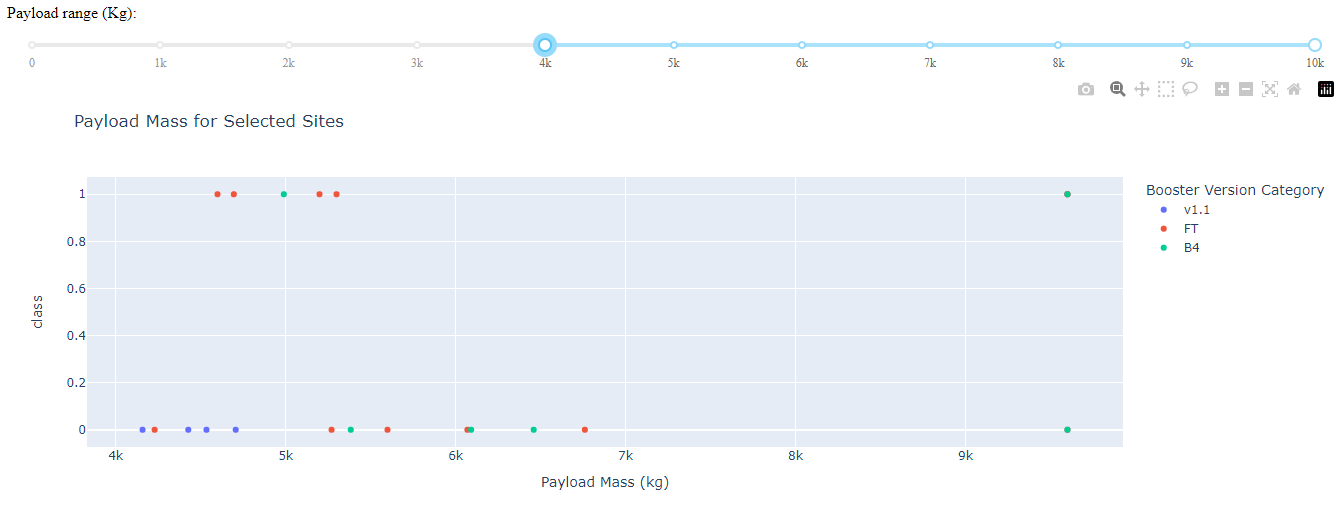 Payload range (Kg):
0 1k 2k 3k 4k 5k 6k 7k 8k 9k 10k
Payload Mass for Selected Sites
1
0.8
0.6
0.4
0.2
0
class
4k 5k 6k 7k 8k 9k
Payload Mass (kg)
Booster Version Category
v1.1
FT
B4